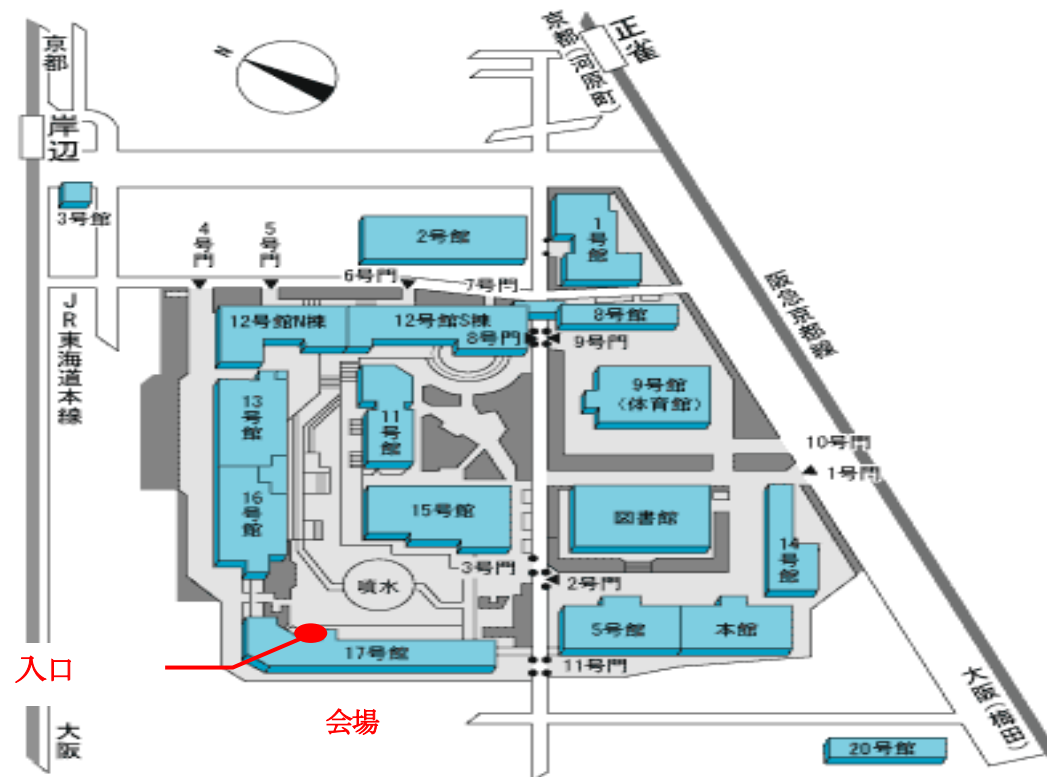 京都
岸辺
N
正雀
京都(河原町)
3号館
4号門
5号門
2号館
1号館
6号門
7号門
JR東海道本線
阪急京都線
12号館N棟
12号館S棟
8号館
8号門
9号門
13号館
11号館
9号館
(体育館)
10号門
1号門
16号館
15号館
図書館
14号館
3号門
2号門
噴水
5号館
本館
17号館
11号門
入口
会場
大阪
大阪(梅田)
20号館